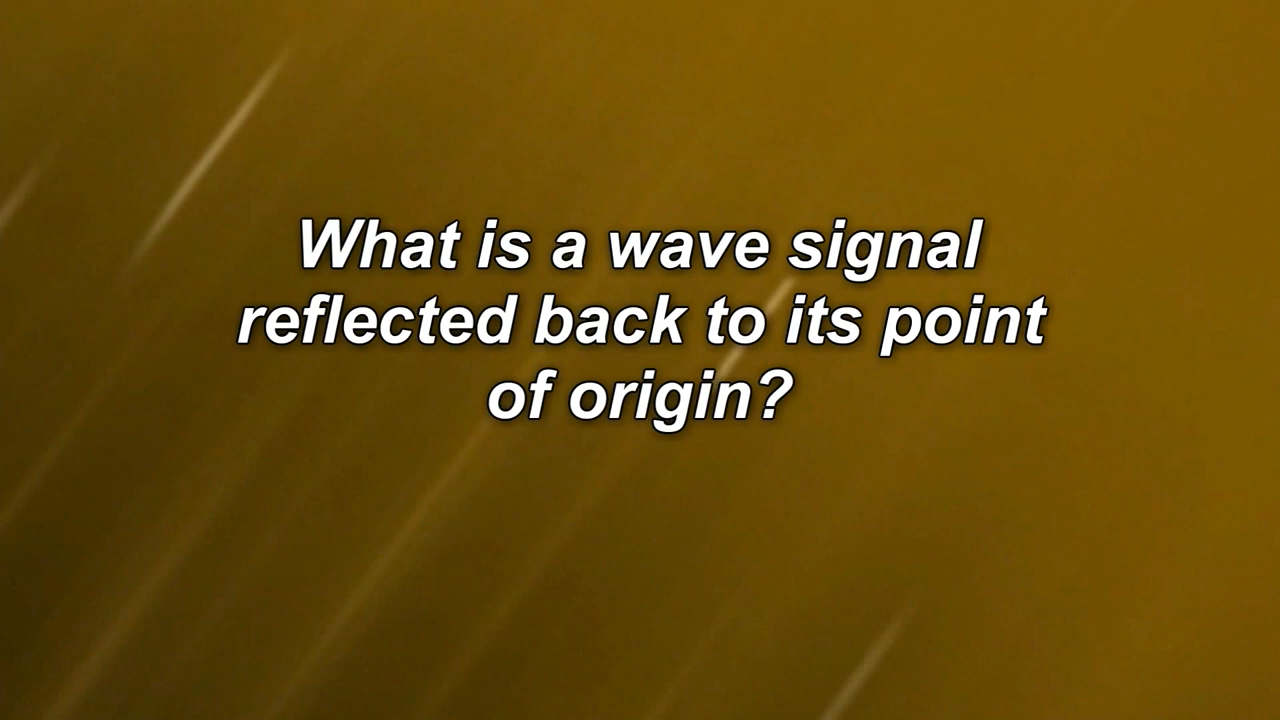 What is a wave signal
reflected back to its point
of origin?